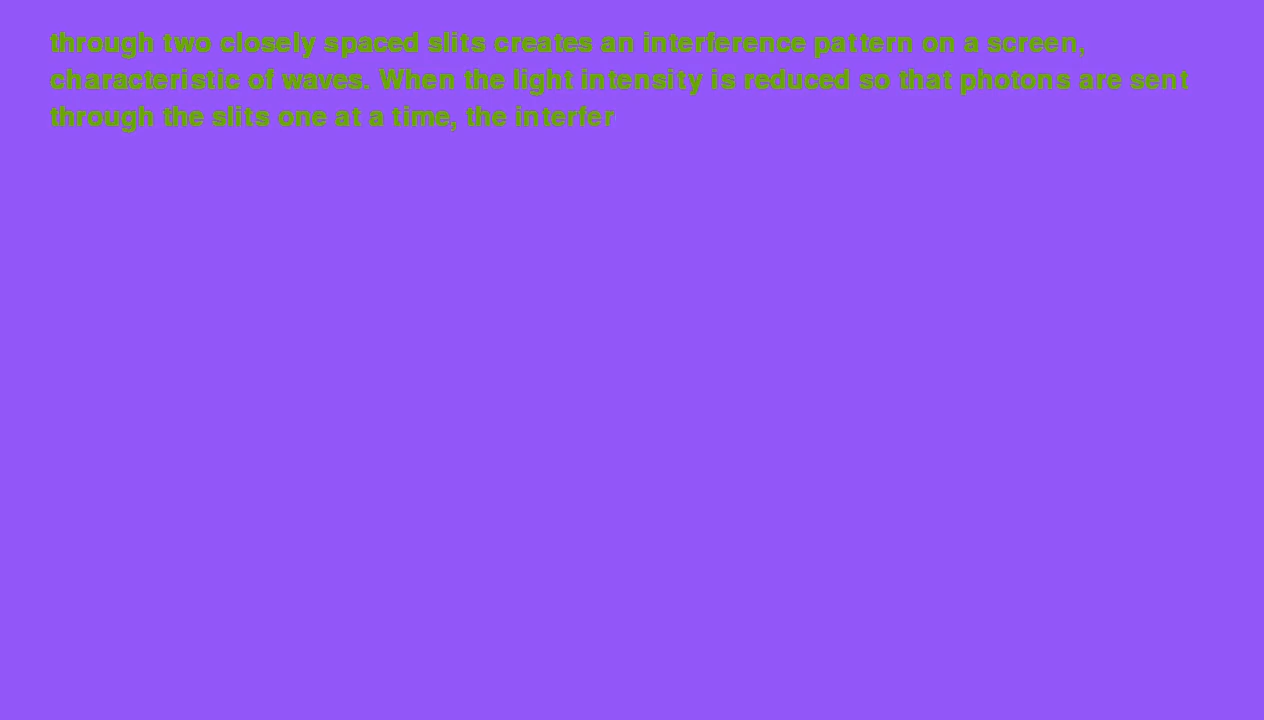 through two closely spaced slits creates an interference pattern on a screen,
characteristic of waves. When the light intensity is reduced so that photons are sent
through the slits one at a time, the interfer